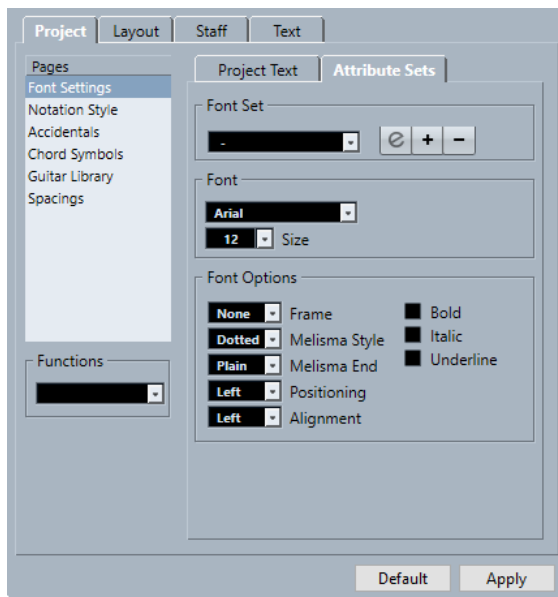 Project Layout Staff Text
Pages
Font Settings
Notation Style
Accidentals
Chord Symbols
Guitar Library
Spacings
Functions
Project Text Attribute Sets
Font Set
- e + −
Font
Arial
12 Size
Font Options
None Frame
Dotted Melisma Style
Plain Melisma End
Left Positioning
Left Alignment
Bold
Italic
Underline
Default Apply